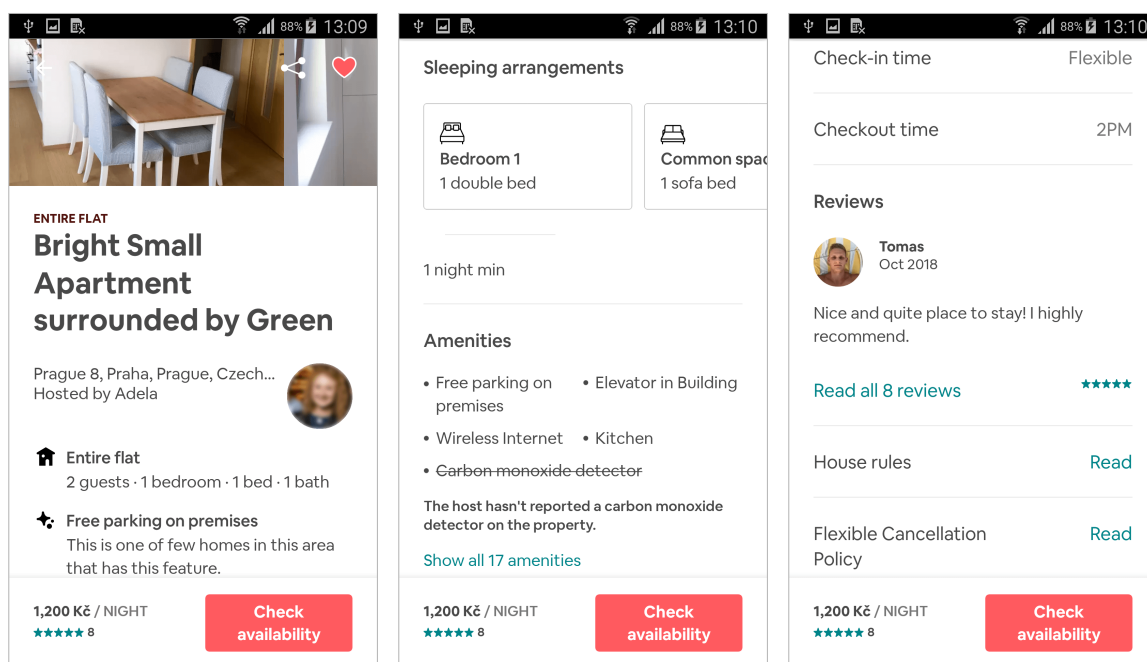 88% 13:09
ENTIRE FLAT
Bright Small
Apartment
surrounded by Green
Prague 8, Praha, Prague, Czech...
Hosted by Adela
Entire flat
2 guests · 1 bedroom · 1 bed · 1 bath
Free parking on premises
This is one of few homes in this area
that has this feature.
1,200 Kč / NIGHT
8
Check
availability
88% 13:10
Sleeping arrangements
Bedroom 1
1 double bed
Common spac
1 sofa bed
1 night min
Amenities
• Free parking on
premises
• Elevator in Building
• Wireless Internet
• Kitchen
• Carbon monoxide detector
The host hasn't reported a carbon monoxide
detector on the property.
Show all 17 amenities
1,200 Kč / NIGHT
8
Check
availability
88% 13:10
Check-in time
Flexible
Checkout time
2PM
Reviews
Tomas
Oct 2018
Nice and quite place to stay! I highly
recommend.
Read all 8 reviews
House rules
Read
Flexible Cancellation
Policy
Read
1,200 Kč / NIGHT
8
Check
availability